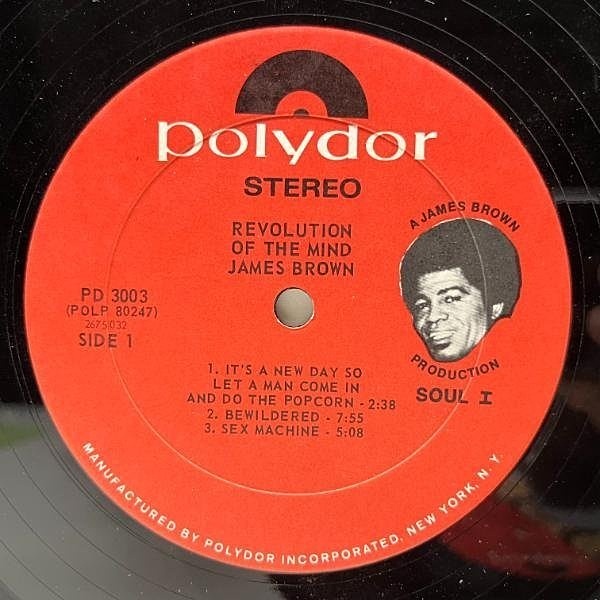 polydor
STEREO
REVOLUTION
OF THE MIND
JAMES BROWN
A JAMES BROWN
PRODUCTION
SOUL I
PD 3003
(POLP 80247)
2675 032
SIDE 1
1. IT'S A NEW DAY SO
LET A MAN COME IN
AND DO THE POPCORN - 2:38
2. BEWILDERED - 7:55
3. SEX MACHINE - 5:08
MANUFACTURED BY POLYDOR INCORPORATED, NEW YORK, N.Y.